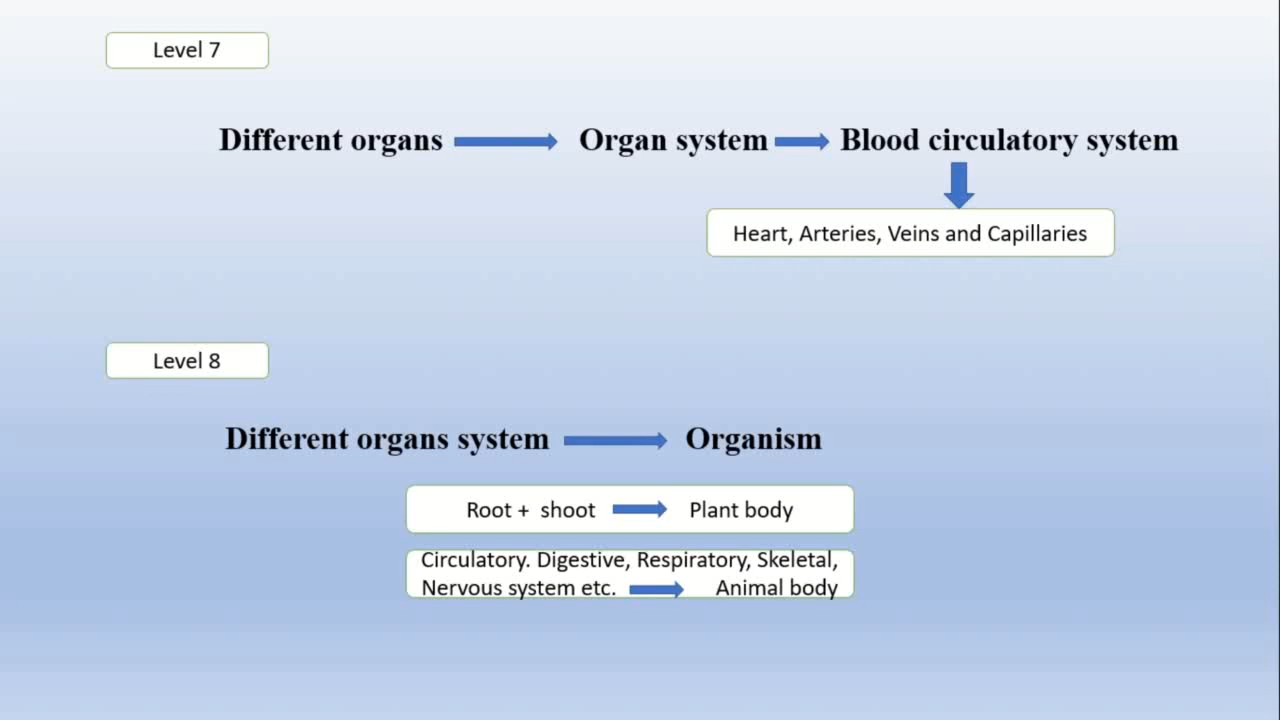 Level 7
Different organs Organ system Blood circulatory system
Heart, Arteries, Veins and Capillaries
Level 8
Different organs system Organism
Root + shoot Plant body
Circulatory. Digestive, Respiratory, Skeletal,
Nervous system etc. Animal body